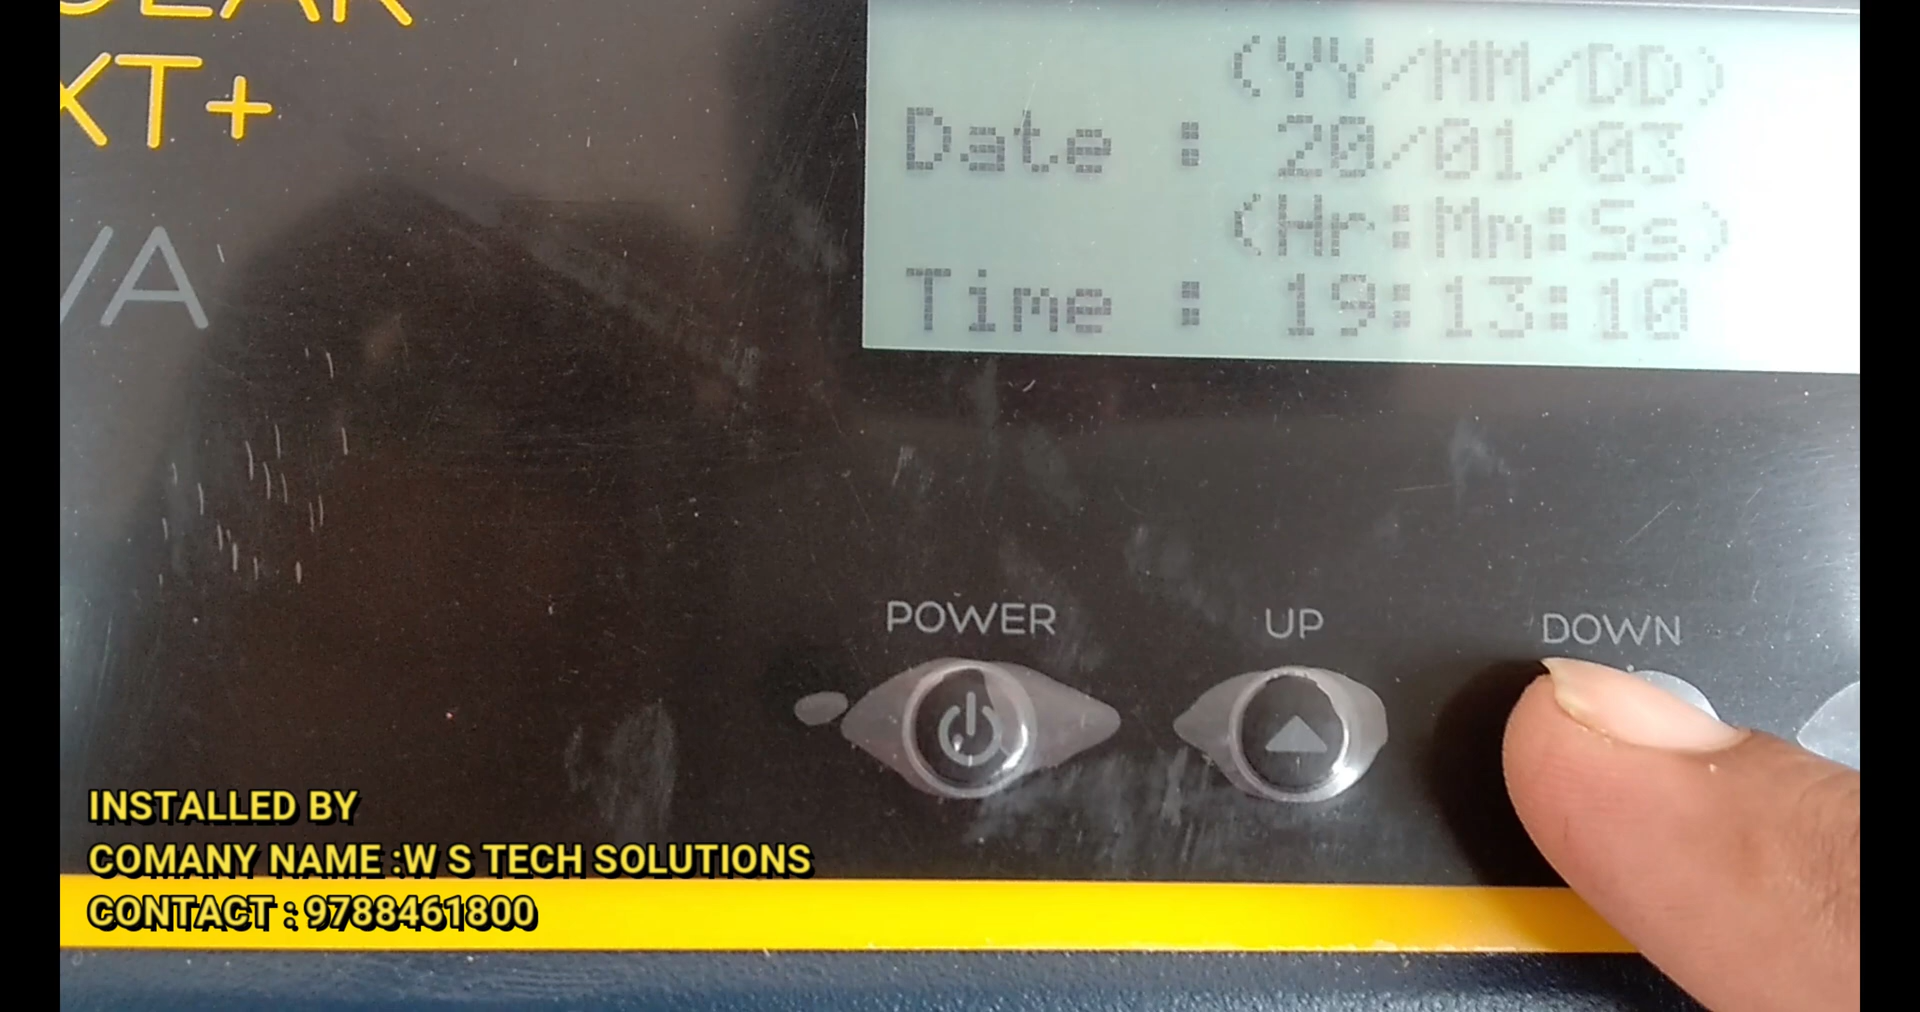 XT+
(YY/MM/DD)
Date : 20/01/03
(Hr:Mm:Ss)
Time : 19:13:10
POWER
UP
DOWN
INSTALLED BY
COMANY NAME :W S TECH SOLUTIONS
CONTACT : 9788461800